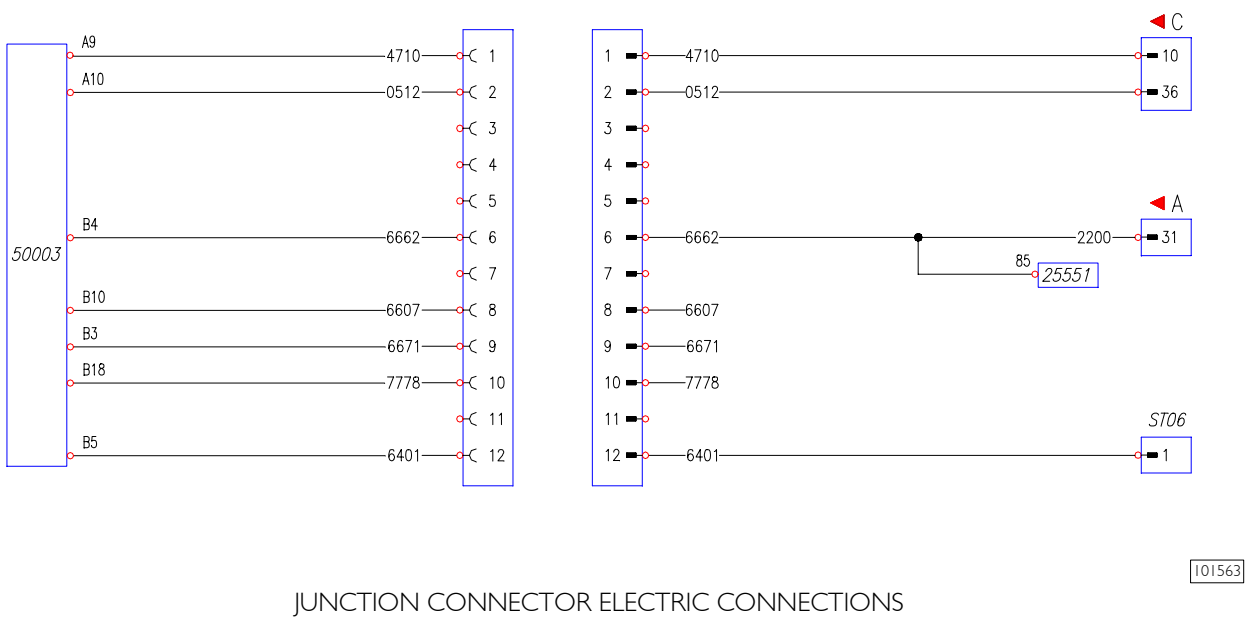 C
A9 4710 1 1 4710 10
A10 0512 2 2 0512 36
3 3
4 4
5 5
A
B4 6662 6 6 6662 2200 31
50003
7 7 85 25551
B10 6607 8 8 6607
B3 6671 9 9 6671
B18 7778 10 10 7778
11 11 ST06
B5 6401 12 12 6401 1
101563
JUNCTION CONNECTOR ELECTRIC CONNECTIONS